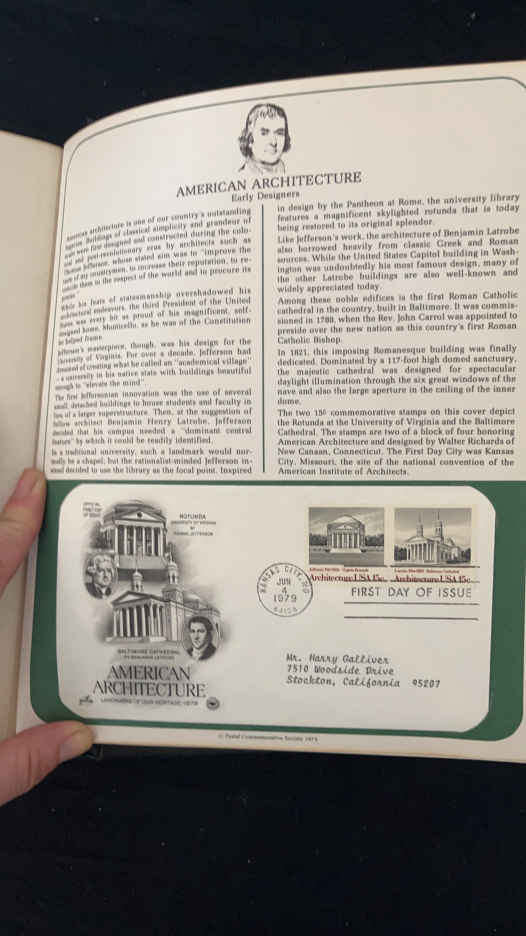 AMERICAN ARCHITECTURE
Early Designers
American architecture is one of our country's outstanding
legacies. Buildings of classical simplicity and grandeur of
scale were first designed and constructed during the colo-
nial and post-revolutionary eras by architects such as
Thomas Jefferson, whose stated aim was to "improve the
taste of my countrymen, to increase their reputation, to re-
concile them to the respect of the world and to procure its
praise."
While his fears of statesmanship overshadowed his
architectural endeavors, the third President of the United
States was every bit as proud of his magnificent, self-
designed home, Monticello, as he was of the Constitution
he helped frame.
Jefferson's masterpiece, though, was his design for the
University of Virginia. For over a decade, Jefferson had
dreamed of creating what he called an "academical village"
– a university in his native state with buildings beautiful
enough to "elevate the mind".
The first Jeffersonian innovation was the use of several
small, detached buildings to house students and faculty in
lieu of a larger superstructure. Then, at the suggestion of
fellow architect Benjamin Henry Latrobe, Jefferson
decided that his campus needed a "dominant central
feature" by which it could be readily identified.
In a traditional university, such a landmark would nor-
mally be a chapel; but the rationalist-minded Jefferson in-
stead decided to use the library as the focal point. Inspired
in design by the Pantheon at Rome, the university library
features a magnificent skylighted rotunda that is today
being restored to its original splendor.
Like Jefferson's work, the architecture of Benjamin Latrobe
also borrowed heavily from classic Greek and Roman
sources. While the United States Capitol building in Wash-
ington was undoubtedly his most famous design, many of
the other Latrobe buildings are also well-known and
widely appreciated today.
Among these noble edifices is the first Roman Catholic
cathedral in the country, built in Baltimore. It was commis-
sioned in 1788, when the Rev. John Carrol was appointed to
preside over the new nation as this country's first Roman
Catholic Bishop.
In 1821, this imposing Romanesque building was finally
dedicated. Dominated by a 117-foot high domed sanctuary,
the majestic cathedral was designed for spectacular
daylight illumination through the six great windows of the
nave and also the large aperture in the ceiling of the inner
dome.
The two 15¢ commemorative stamps on this cover depict
the Rotunda at the University of Virginia and the Baltimore
Cathedral. The stamps are two of a block of four honoring
American Architecture and designed by Walter Richards of
New Canaan, Connecticut. The First Day City was Kansas
City, Missouri, the site of the national convention of the
American Institute of Architects.
ROTUNDA
UNIVERSITY OF VIRGINIA
BY
THOMAS JEFFERSON
BALTIMORE CATHEDRAL
BY BENJAMIN LATROBE
AMERICAN
ARCHITECTURE
LANDMARKS OF OUR HERITAGE/1979
KANSAS CITY, MO
JUN
4
1979
64108
Architecture USA 15c
Architecture USA 15c
FIRST DAY OF ISSUE
Mr. Harry Galliver
7510 Woodside Drive
Stockton, California 95207
© Postal Commemorative Society 1979